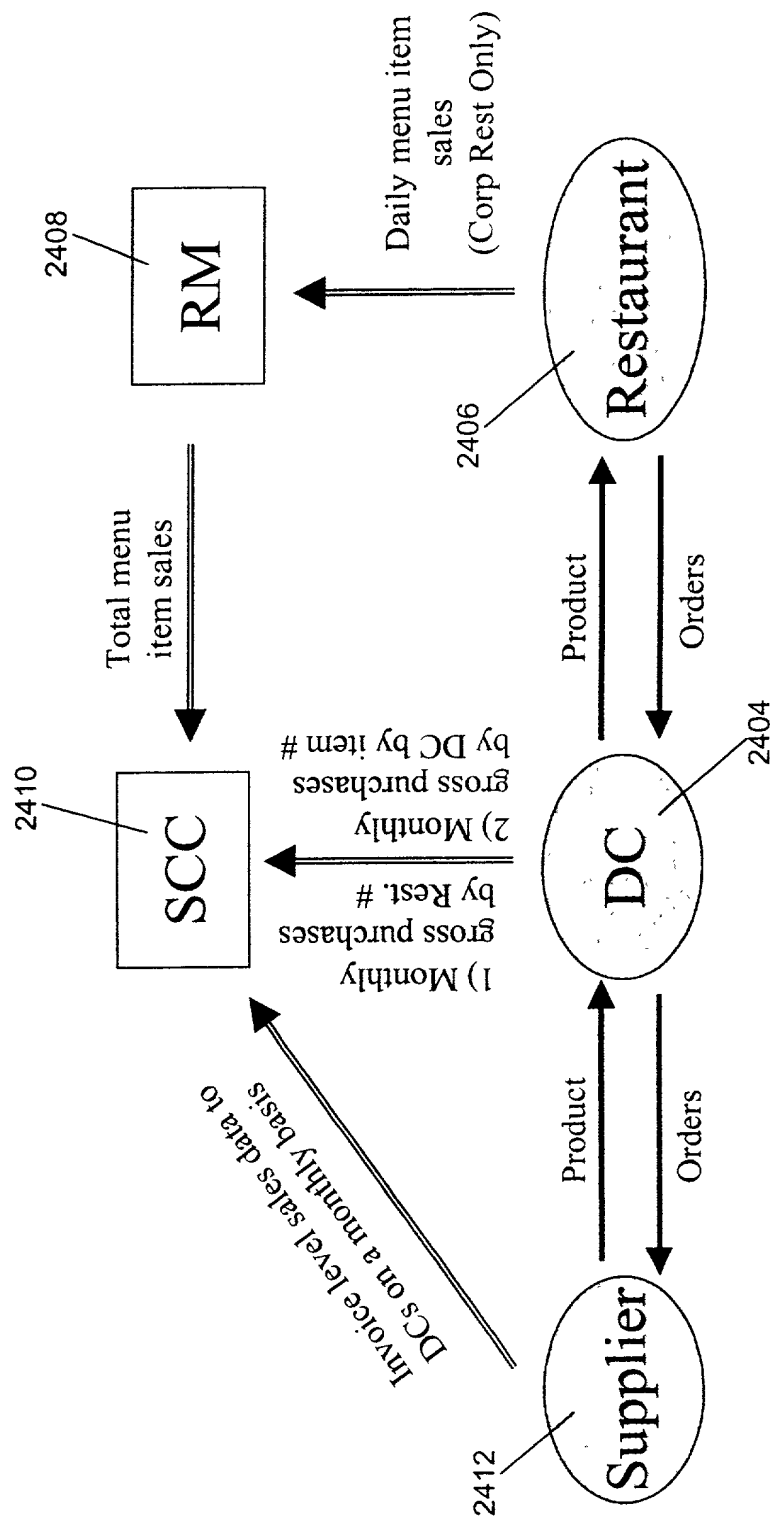 2410
SCC
Total menu
item sales
2408
RM
Invoice level sales data to
DCs on a monthly basis
1) Monthly
gross purchases
by Rest. #
2) Monthly
gross purchases
by DC by item #
Daily menu item
sales
(Corp Rest Only)
2412
Supplier
Product
Orders
DC
2404
Product
Orders
2406
Restaurant